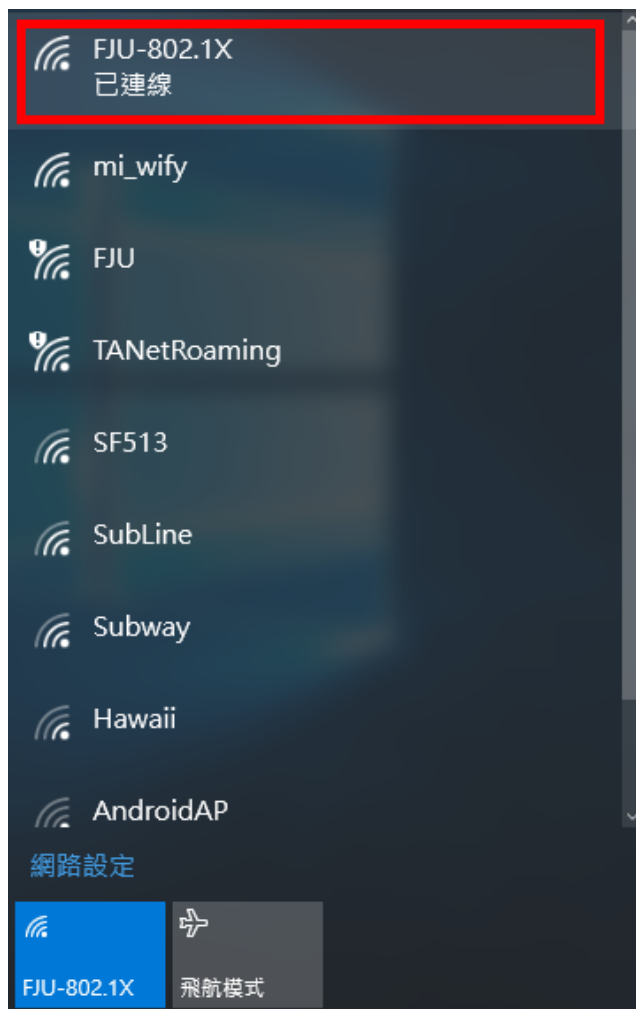 FJU-802.1X
已連線
mi_wify
FJU
TANetRoaming
SF513
SubLine
Subway
Hawaii
AndroidAP
網路設定
FJU-802.1X
飛航模式